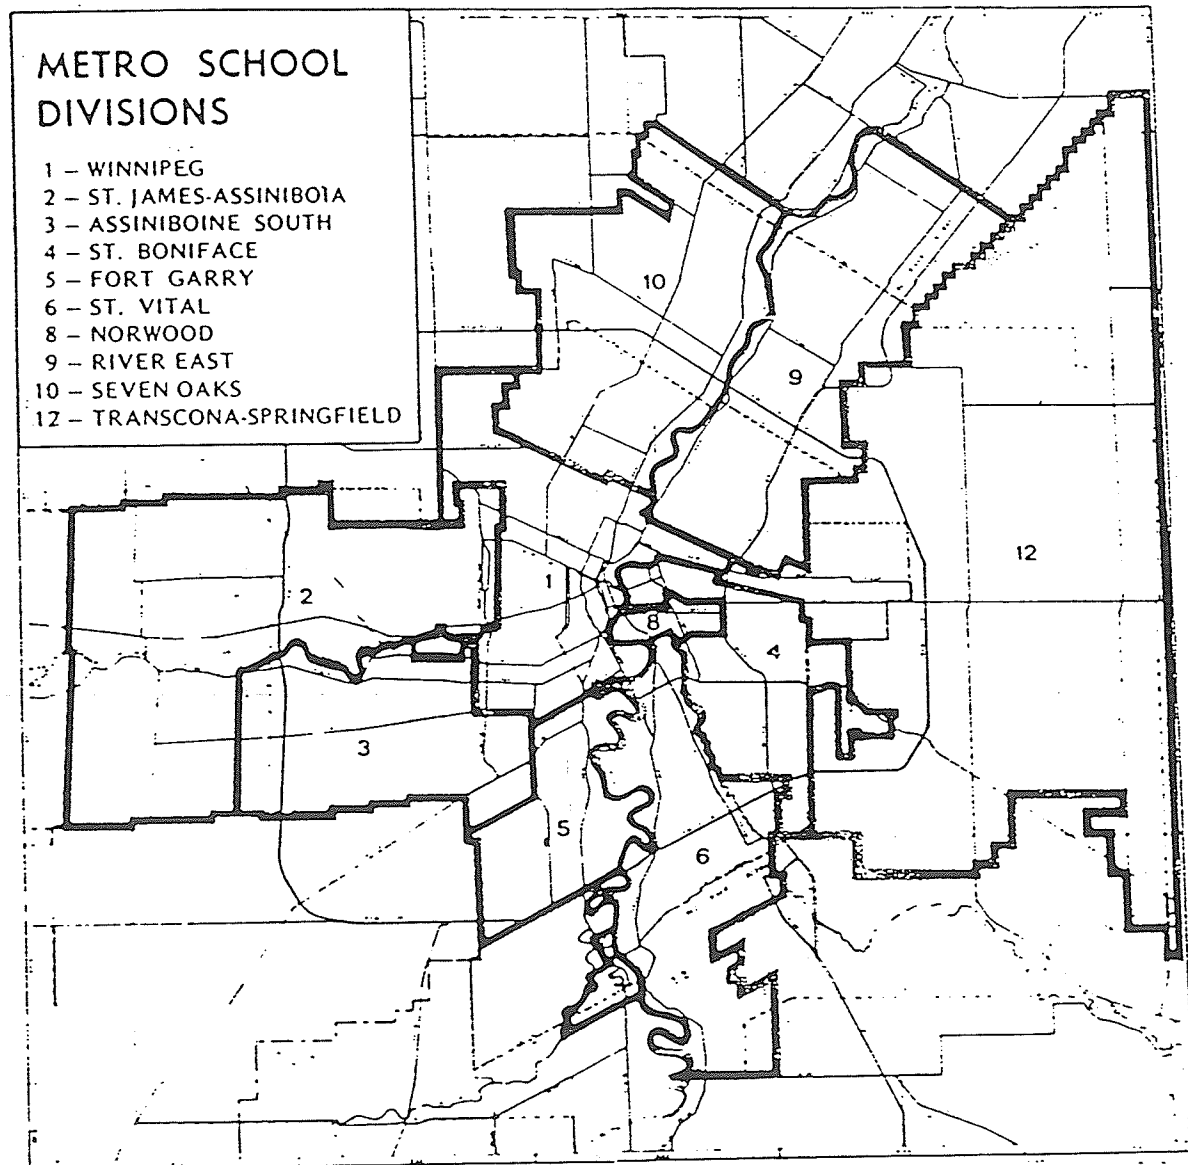 METRO SCHOOL
DIVISIONS
1 – WINNIPEG
2 – ST. JAMES-ASSINIBOIA
3 – ASSINIBOINE SOUTH
4 – ST. BONIFACE
5 – FORT GARRY
6 – ST. VITAL
8 – NORWOOD
9 – RIVER EAST
10 – SEVEN OAKS
12 – TRANSCONA-SPRINGFIELD
10
9
12
1
2
8
4
3
5
6